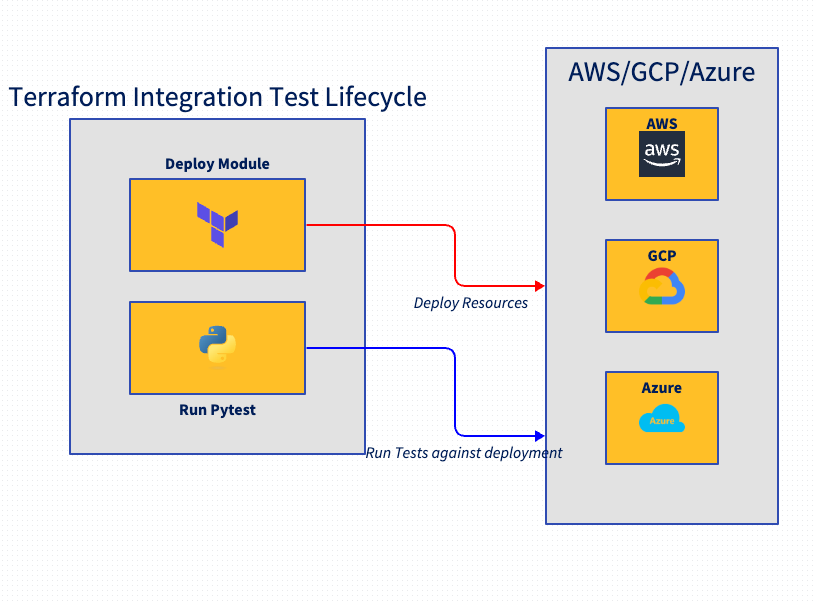 Terraform Integration Test Lifecycle
Deploy Module
Run Pytest
Deploy Resources
Run Tests against deployment
AWS/GCP/Azure
AWS
aws
GCP
Azure
Azure